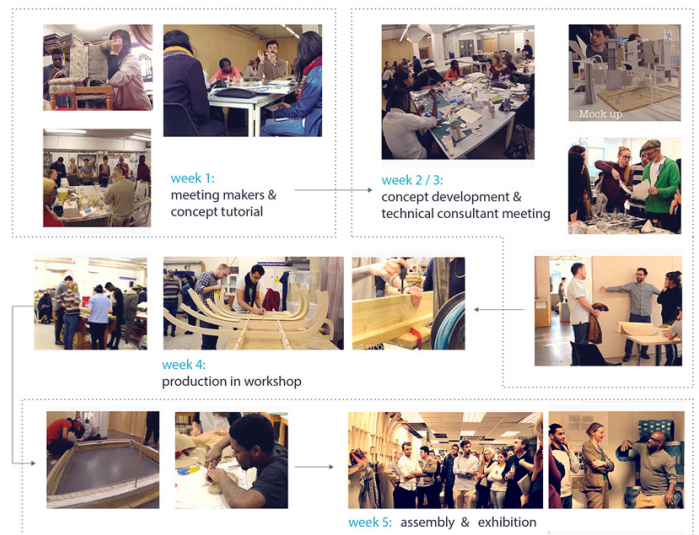 week 1:
meeting makers &
concept tutorial
week 2 / 3:
concept development &
technical consultant meeting
Mock up
week 4:
production in workshop
week 5: assembly & exhibition